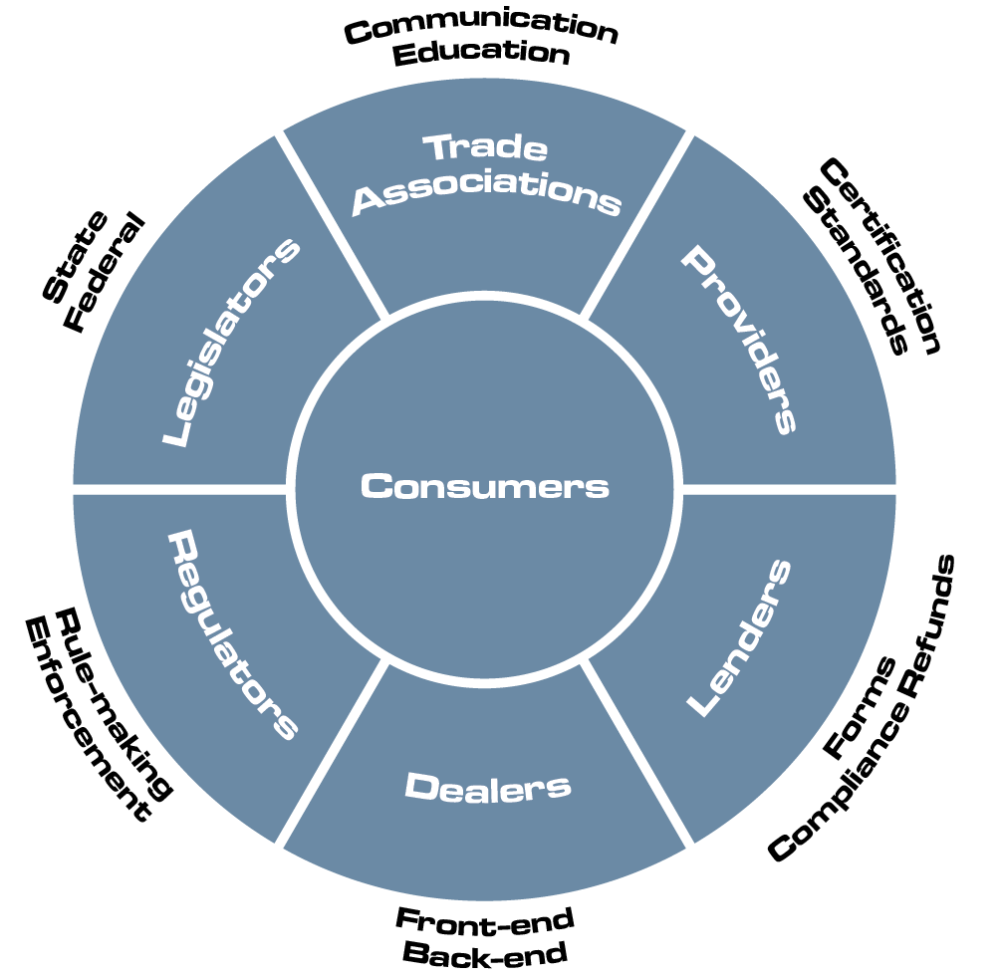 Communication
Education
Trade
Associations
Certification
Standards
Providers
Forms
Compliance Refunds
Lenders
Dealers
Front-end
Back-end
Regulators
Rule-making
Enforcement
State
Federal
Legislators
Consumers